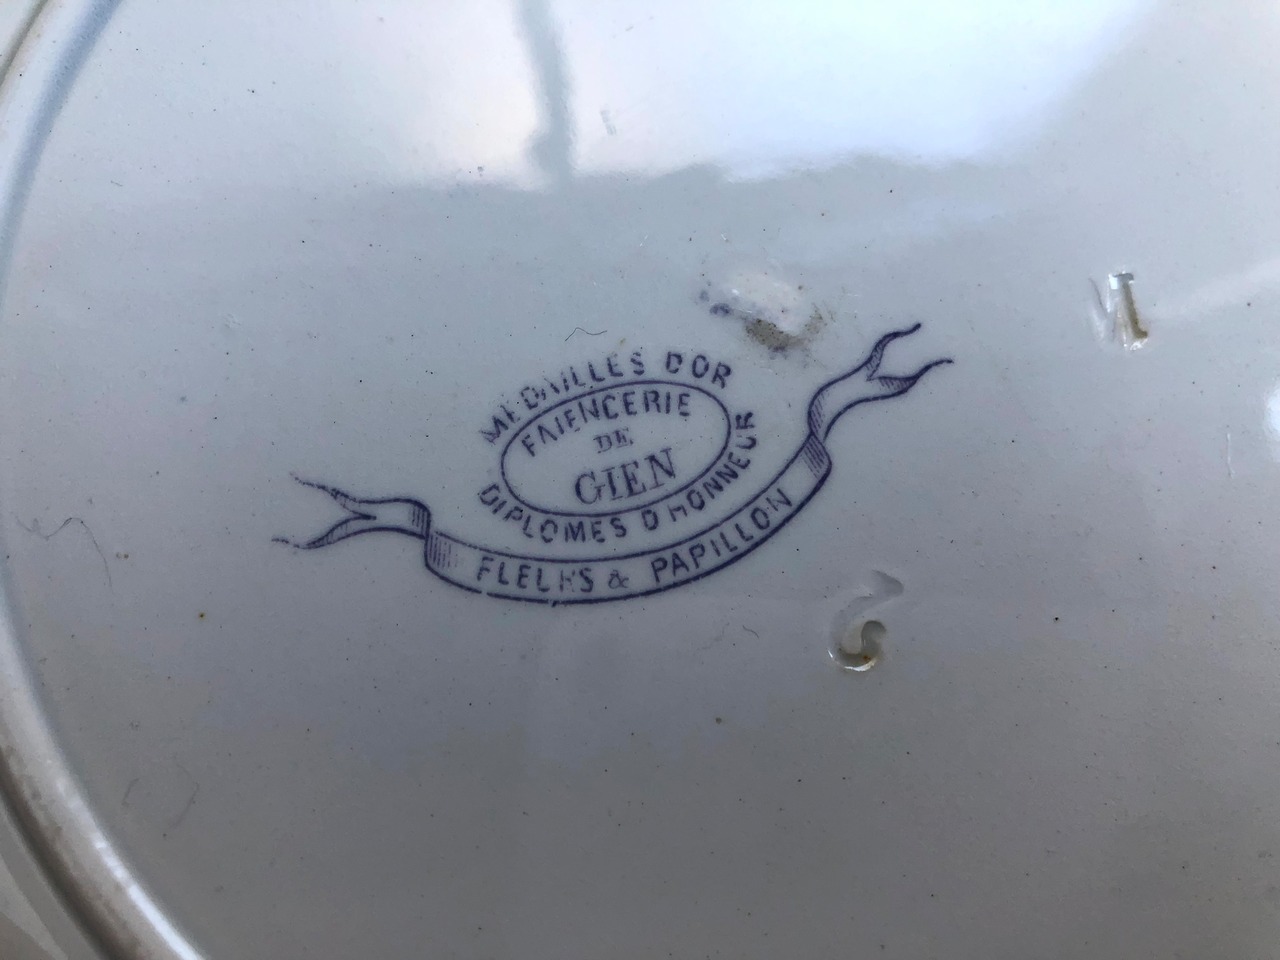 MEDAILLES D'OR
FAIENCERIE
DE
GIEN
DIPLOMES D'HONNEUR
FLEURS & PAPILLON